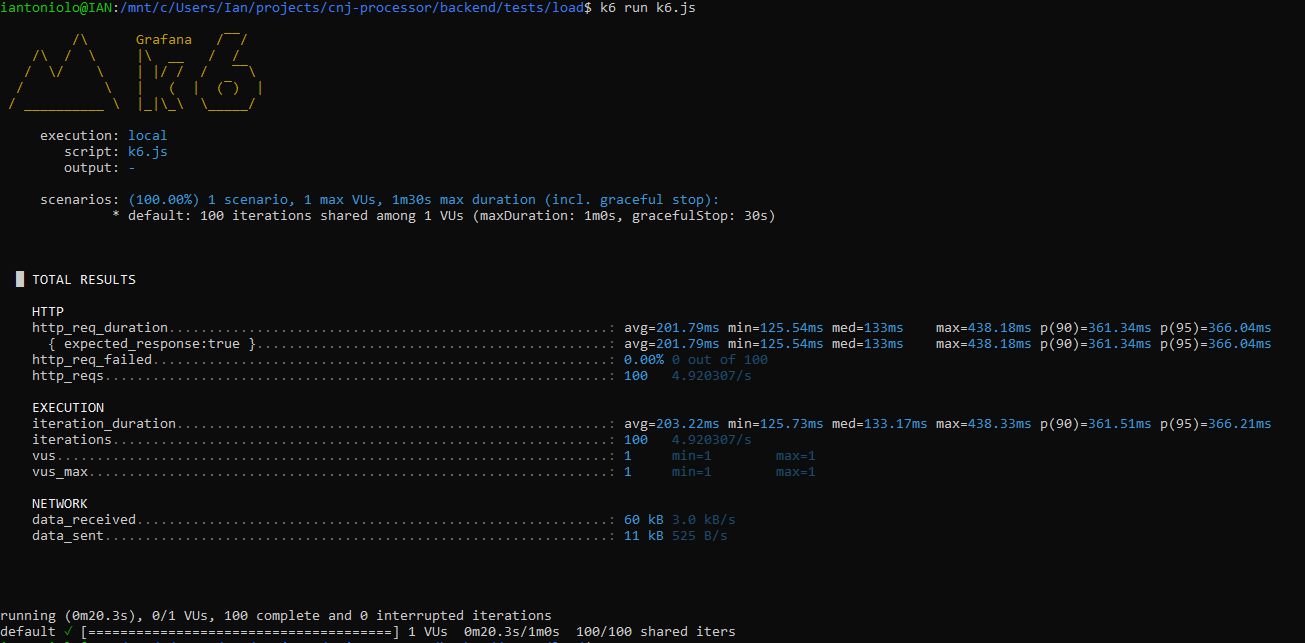 iantoniolo@IAN:/mnt/c/Users/Ian/projects/cnj-processor/backend/tests/load$ k6 run k6.js
Grafana
execution: local
script: k6.js
output: -
scenarios: (100.00%) 1 scenario, 1 max VUs, 1m30s max duration (incl. graceful stop):
* default: 100 iterations shared among 1 VUs (maxDuration: 1m0s, gracefulStop: 30s)
TOTAL RESULTS
HTTP
http_req_duration.......................................................: avg=201.79ms min=125.54ms med=133ms    max=438.18ms p(90)=361.34ms p(95)=366.04ms
{ expected_response:true }............................................: avg=201.79ms min=125.54ms med=133ms    max=438.18ms p(90)=361.34ms p(95)=366.04ms
http_req_failed.........................................................: 0.00% 0 out of 100
http_reqs...............................................................: 100   4.920307/s
EXECUTION
iteration_duration......................................................: avg=203.22ms min=125.73ms med=133.17ms max=438.33ms p(90)=361.51ms p(95)=366.21ms
iterations..............................................................: 100   4.920307/s
vus.....................................................................: 1     min=1        max=1
vus_max.................................................................: 1     min=1        max=1
NETWORK
data_received...........................................................: 60 kB 3.0 kB/s
data_sent...............................................................: 11 kB 525 B/s
running (0m20.3s), 0/1 VUs, 100 complete and 0 interrupted iterations
default ✓ [======================================] 1 VUs  0m20.3s/1m0s  100/100 shared iters